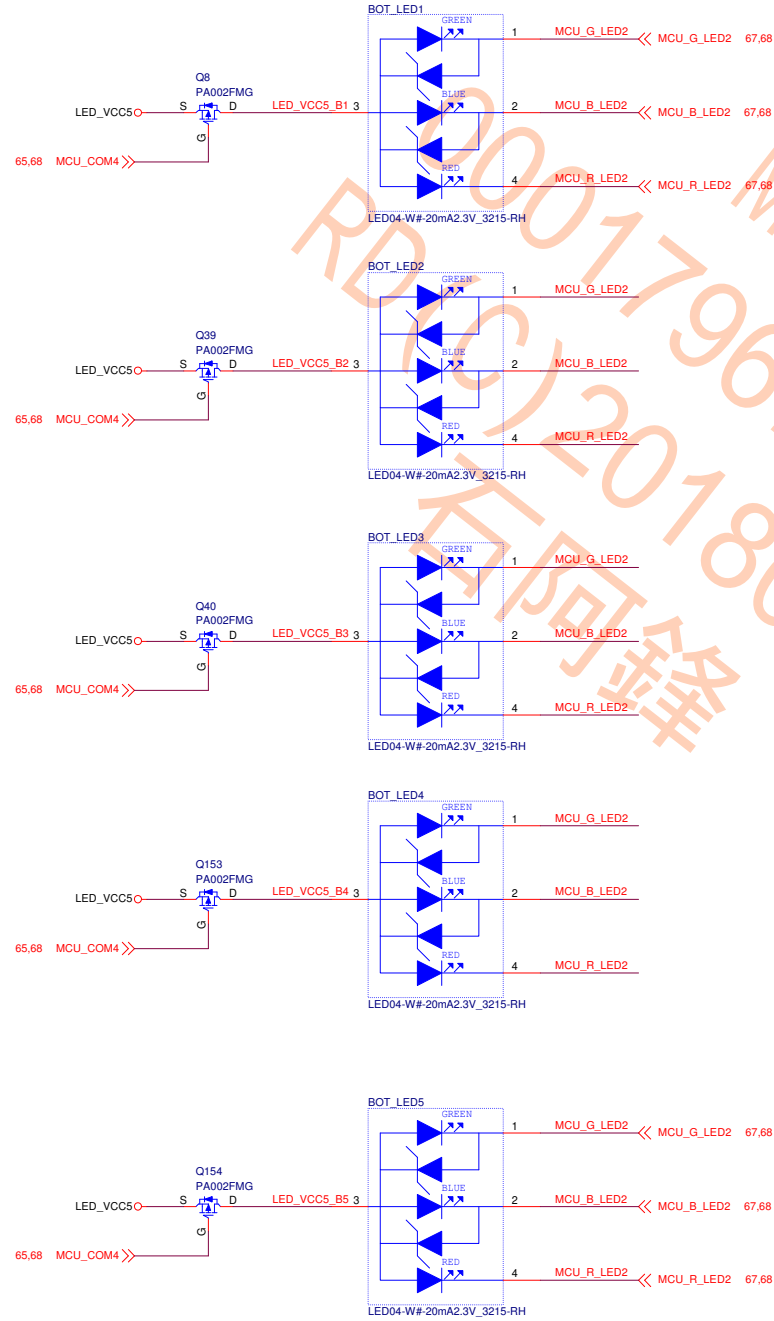 BOT_LED1
GREEN
1 MCU_G_LED2 MCU_G_LED2 67,68
Q8
PA002FMG
BLUE
LED_VCC5 S D LED_VCC5_B1 3 2 MCU_B_LED2 MCU_B_LED2 67,68
G
65,68 MCU_COM4
RED
4 MCU_R_LED2 MCU_R_LED2 67,68
LED04-W#-20mA2.3V_3215-RH
BOT_LED2
GREEN
1 MCU_G_LED2
Q39
PA002FMG
BLUE
LED_VCC5 S D LED_VCC5_B2 3 2 MCU_B_LED2
G
65,68 MCU_COM4
RED
4 MCU_R_LED2
LED04-W#-20mA2.3V_3215-RH
BOT_LED3
GREEN
1 MCU_G_LED2
Q40
PA002FMG
BLUE
LED_VCC5 S D LED_VCC5_B3 3 2 MCU_B_LED2
G
65,68 MCU_COM4
RED
4 MCU_R_LED2
LED04-W#-20mA2.3V_3215-RH
BOT_LED4
GREEN
1 MCU_G_LED2
Q153
PA002FMG
BLUE
LED_VCC5 S D LED_VCC5_B4 3 2 MCU_B_LED2
G
65,68 MCU_COM4
RED
4 MCU_R_LED2
LED04-W#-20mA2.3V_3215-RH
BOT_LED5
GREEN
1 MCU_G_LED2 MCU_G_LED2 67,68
Q154
PA002FMG
BLUE
LED_VCC5 S D LED_VCC5_B5 3 2 MCU_B_LED2 MCU_B_LED2 67,68
G
65,68 MCU_COM4
RED
4 MCU_R_LED2 MCU_R_LED2 67,68
LED04-W#-20mA2.3V_3215-RH
0001796
RD(C)20180
石阿鋒